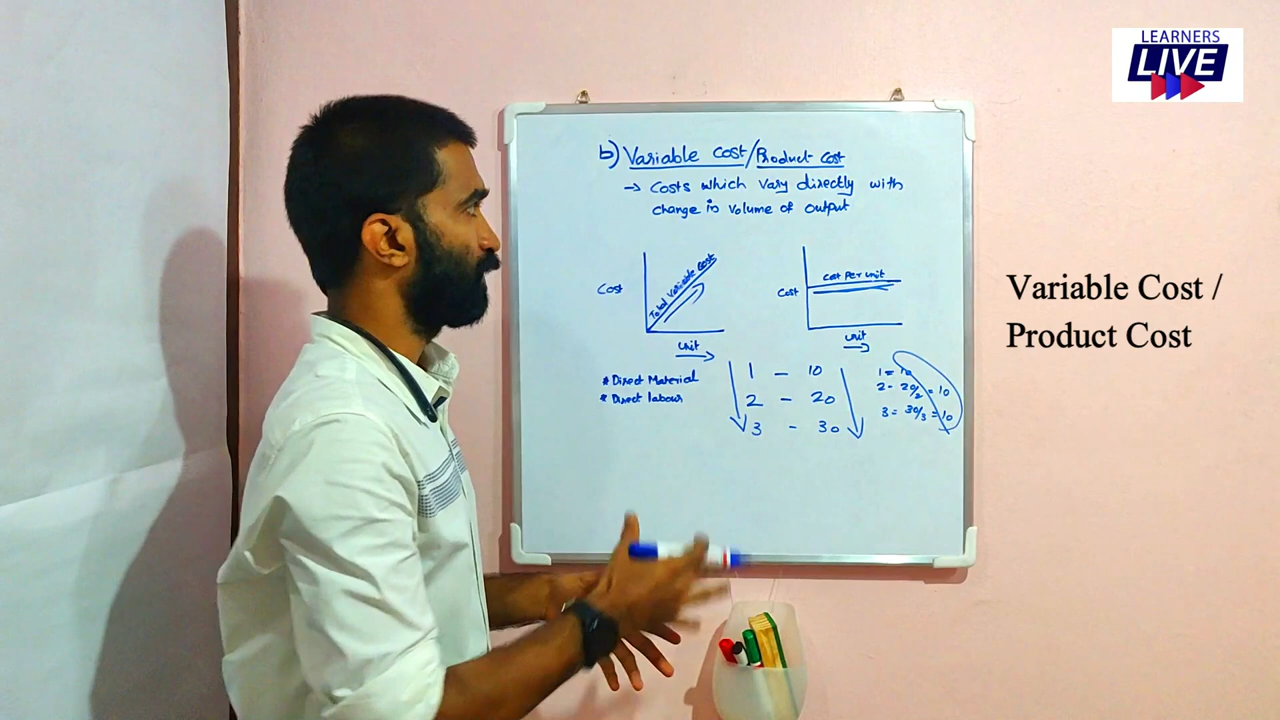 LEARNERS
LIVE
b) Variable cost/Product cost
→ Costs which vary directly with
change in volume of output
Cost
Total Variable Cost
unit
Cost
Cost Per unit
unit
* Direct Material
* Direct labour
1 – 10
2 – 20
3 – 30
1 = 10
2 - 20/2 = 10
3 = 30/3 = 10
Variable Cost /
Product Cost